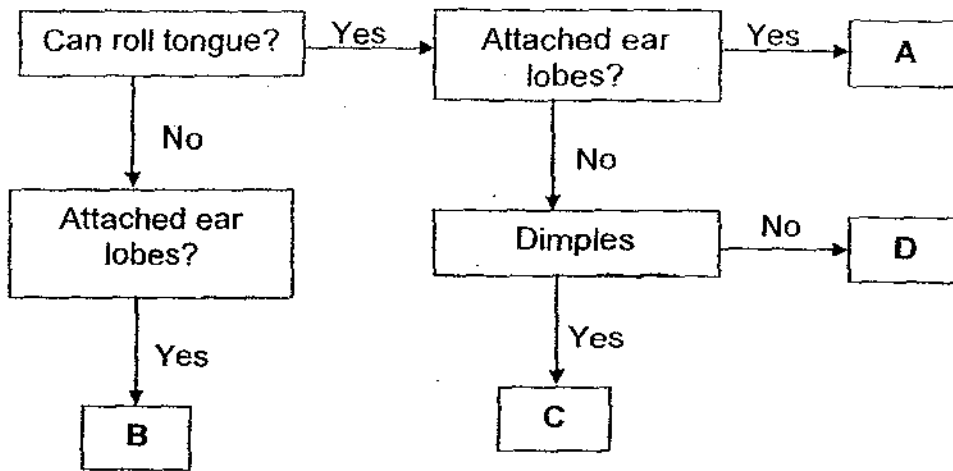 Can roll tongue?
Yes
Attached ear
lobes?
Yes
A
No
No
Attached ear
lobes?
Dimples
No
D
Yes
Yes
B
C